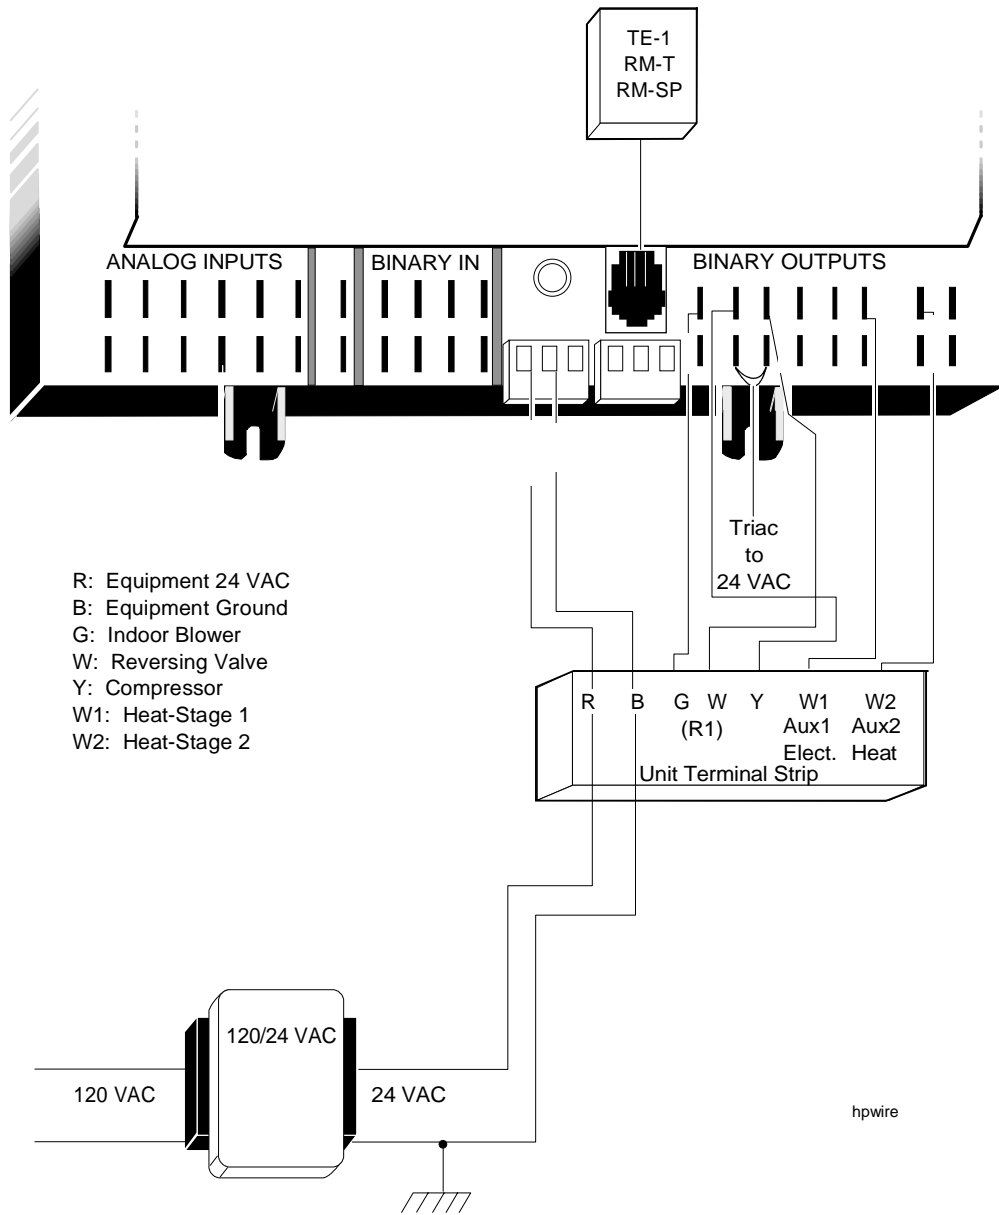 TE-1
RM-T
RM-SP
ANALOG INPUTS
BINARY IN
BINARY OUTPUTS
Triac
to
24 VAC
R: Equipment 24 VAC
B: Equipment Ground
G: Indoor Blower
W: Reversing Valve
Y: Compressor
W1: Heat-Stage 1
W2: Heat-Stage 2
R B G W Y W1 W2
(R1) Aux1 Aux2
Elect. Heat
Unit Terminal Strip
120/24 VAC
120 VAC
24 VAC
hpwire